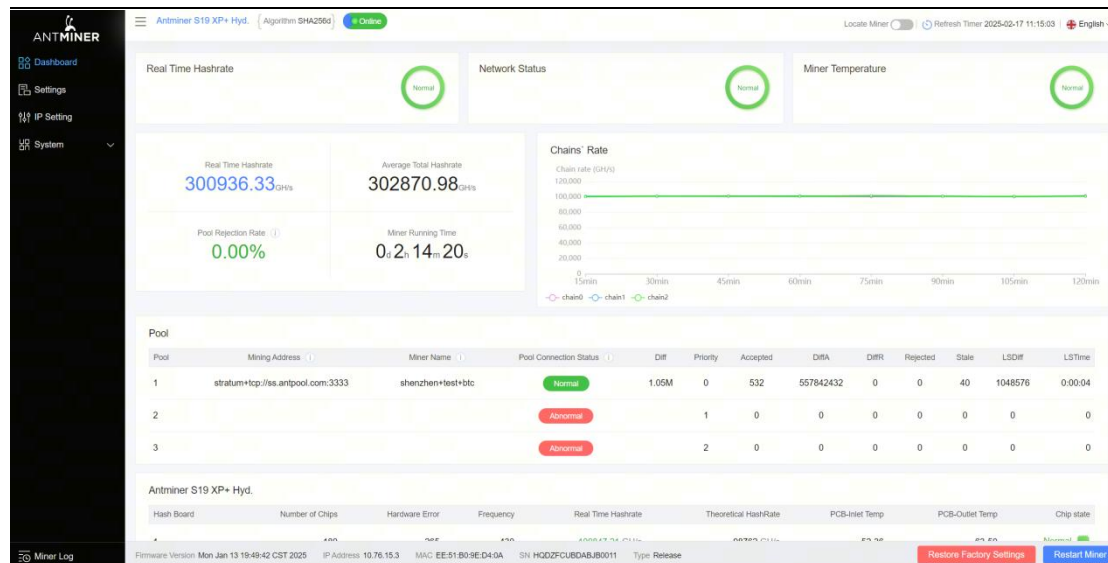 ANTMINER
Antminer S19 XP+ Hyd. Algorithm SHA256d Online
Locate Miner Refresh Timer 2025-02-17 11:15:03 English
Dashboard
Settings
IP Setting
System
Miner Log
Real Time Hashrate Normal
Network Status Normal
Miner Temperature Normal
Real Time Hashrate
300936.33GH/s
Average Total Hashrate
302870.98GH/s
Pool Rejection Rate
0.00%
Miner Running Time
0d 2h 14m 20s
Chains` Rate
Chain rate (GH/s)
120,000
100,000
80,000
60,000
40,000
20,000
0
15min 30min 45min 60min 75min 90min 105min 120min
chain0 chain1 chain2
Pool
Pool Mining Address Miner Name Pool Connection Status Diff Priority Accepted DiffA DiffR Rejected Stale LSDiff LSTime
1 stratum+tcp://ss.antpool.com:3333 shenzhen+test+btc Normal 1.05M 0 532 557842432 0 0 40 1048576 0:00:04
2 Abnormal 1 0 0 0 0 0 0 0
3 Abnormal 2 0 0 0 0 0 0 0
Antminer S19 XP+ Hyd.
Hash Board Number of Chips Hardware Error Frequency Real Time Hashrate Theoretical HashRate PCB-Inlet Temp PCB-Outlet Temp Chip state
Normal
Firmware Version Mon Jan 13 19:49:42 CST 2025 IP Address 10.76.15.3 MAC EE:51:B0:9E:D4:0A SN HQDZFCUBDABJB0011 Type Release
Restore Factory Settings
Restart Miner